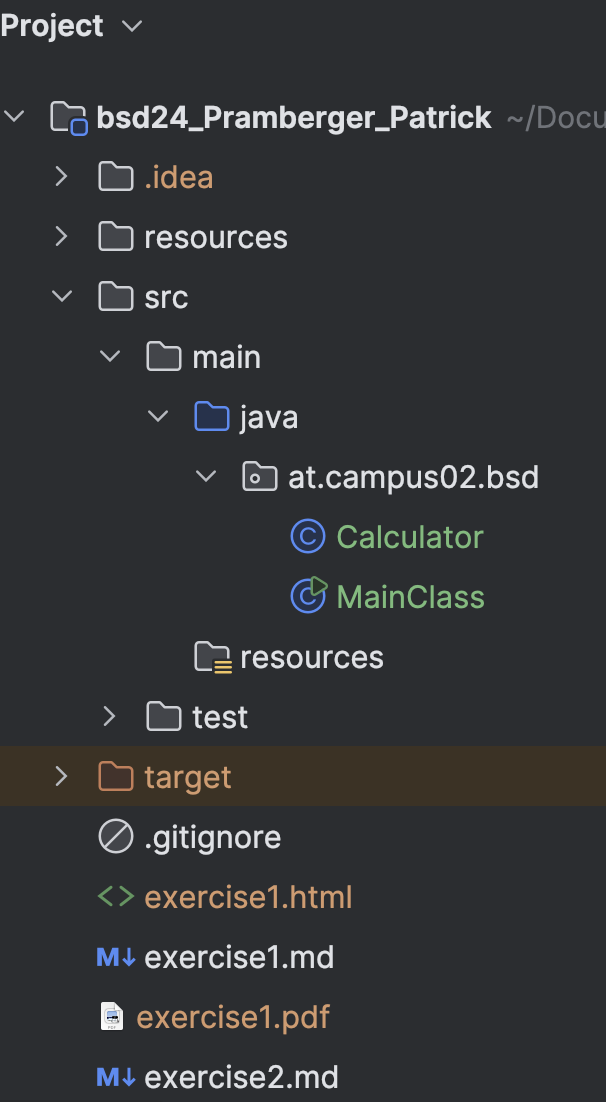 Project
bsd24_Pramberger_Patrick ~/Docu
.idea
resources
src
main
java
at.campus02.bsd
Calculator
MainClass
resources
test
target
.gitignore
exercise1.html
exercise1.md
exercise1.pdf
exercise2.md